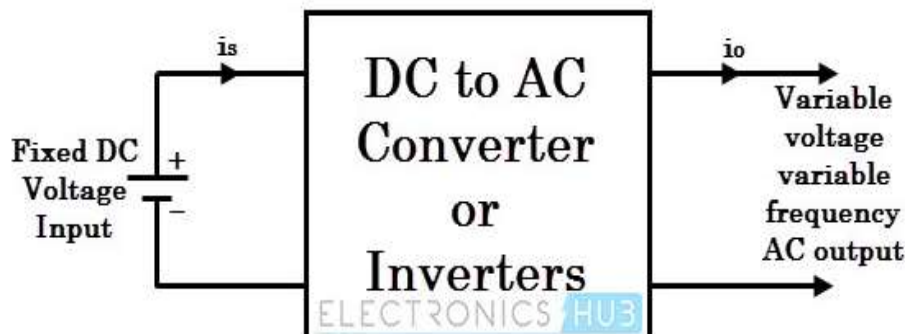 is
io
Fixed DC
Voltage
Input
+
−
DC to AC
Converter
or
Inverters
Variable
voltage
variable
frequency
AC output
ELECTRONICS HUB